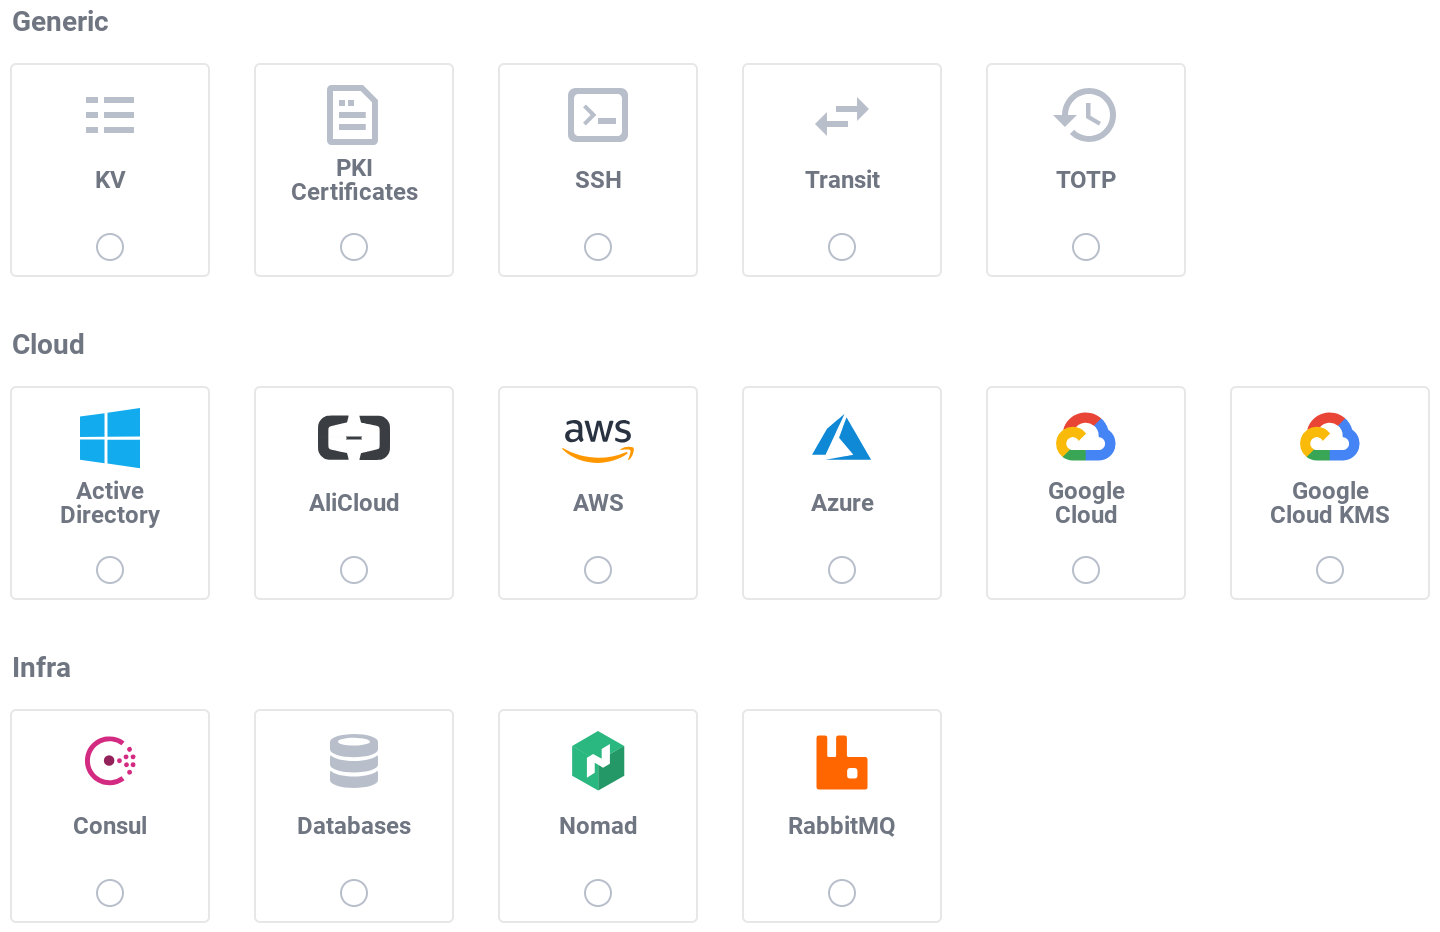 Generic
KV
PKI
Certificates
SSH
Transit
TOTP
Cloud
Active
Directory
AliCloud
aws
AWS
Azure
Google
Cloud
Google
Cloud KMS
Infra
Consul
Databases
Nomad
RabbitMQ